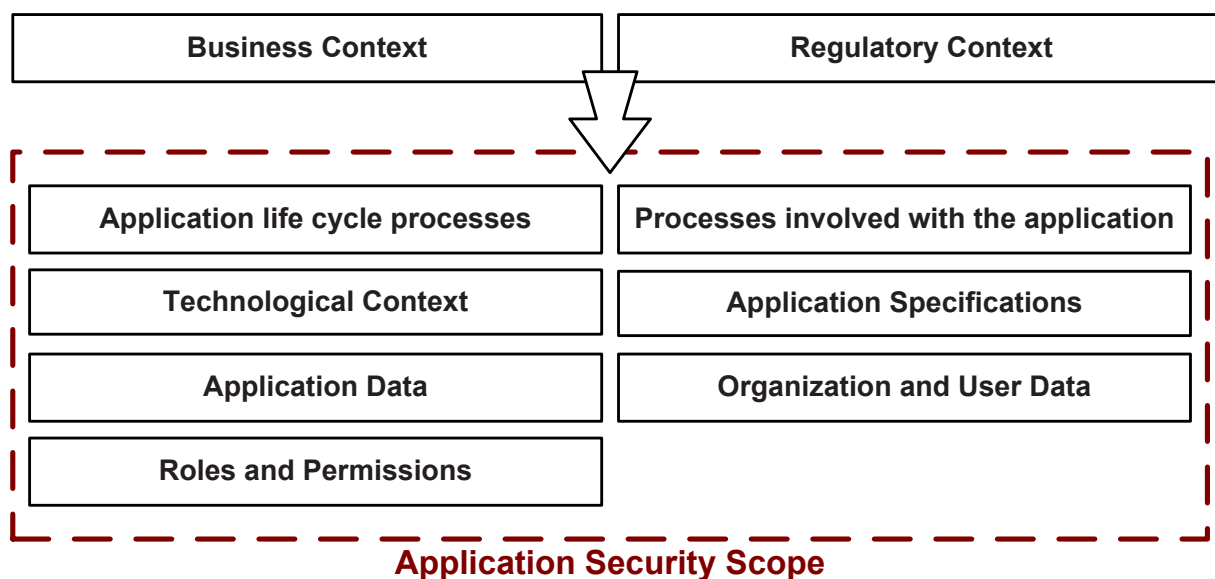 Business Context
Regulatory Context
Application life cycle processes
Processes involved with the application
Technological Context
Application Specifications
Application Data
Organization and User Data
Roles and Permissions
Application Security Scope